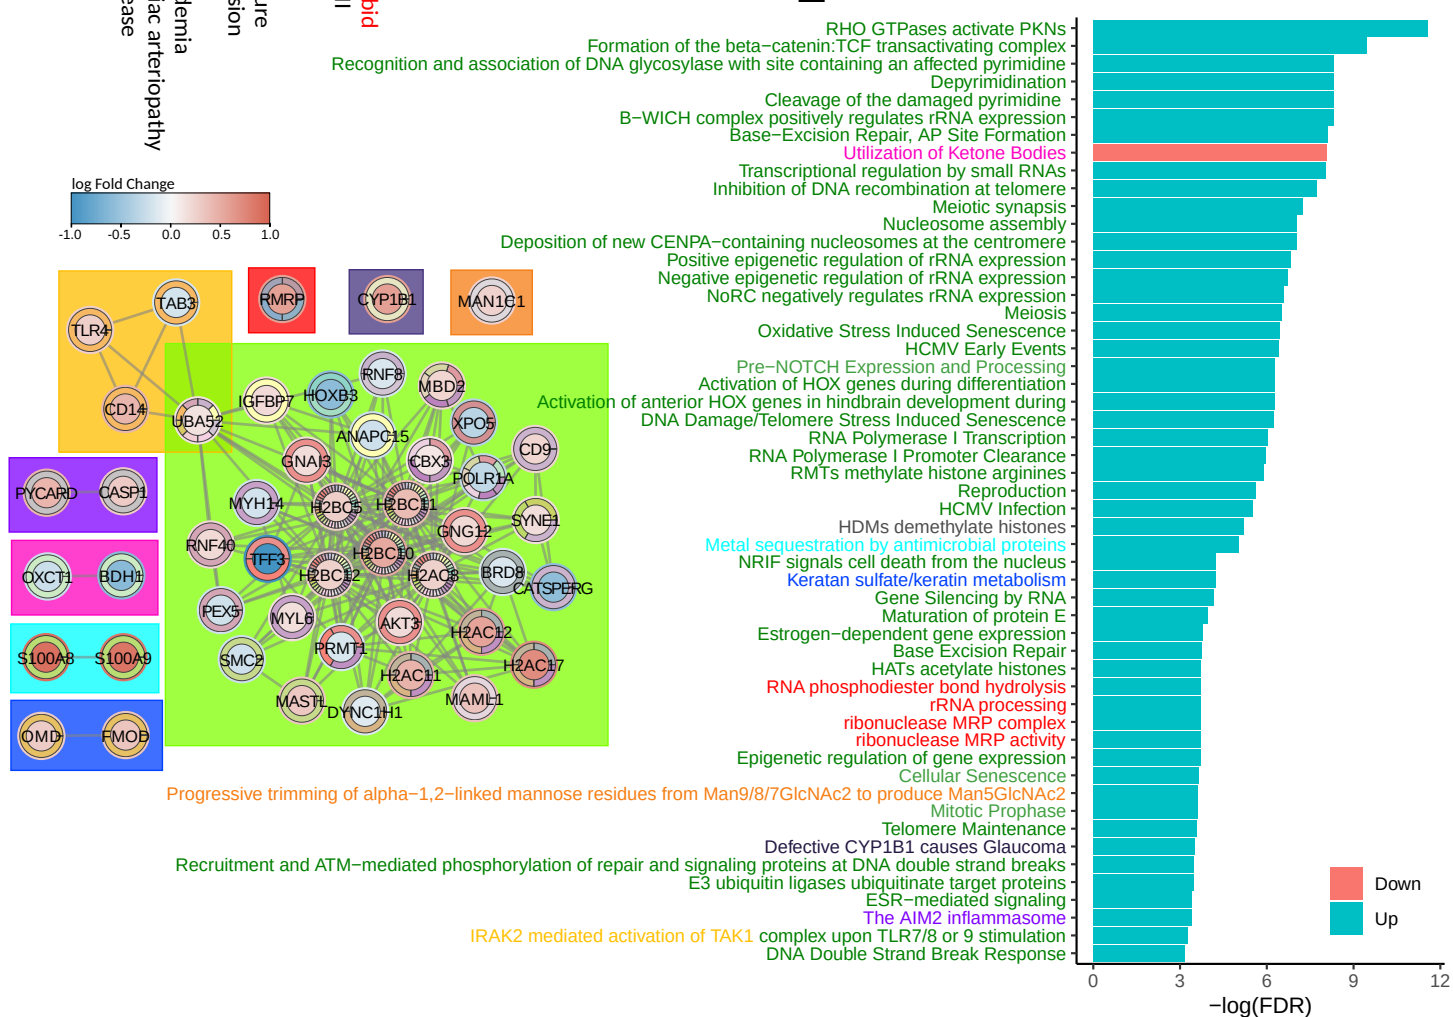 ease
iac arteriopathy
demia
sion
ure
ll
bid
log Fold Change
-1.0 -0.5 0.0 0.5 1.0
TAB3
TLR4
CD14
UBA52
RMRP
CYP1B1
MAN1C1
RNF8
IGFBP7
HOXB3
MBD2
XPO5
ANAPC15
CD9
GNAI3
CBX3
POLR1A
PYCARD
CASP1
MYH14
H2BC5
H2BC11
SYNE1
GNG12
RNF40
TFF3
H2BC10
H2BC12
H2AC8
BRD8
CATSPERG
OXCT1
BDH1
PEX5
MYL6
AKT3
H2AC12
PRMT1
S100A8
S100A9
SMC2
H2AC11
H2AC17
MASTL
DYNC1H1
MAML1
OMD
FMOD
RHO GTPases activate PKNs
Formation of the beta−catenin:TCF transactivating complex
Recognition and association of DNA glycosylase with site containing an affected pyrimidine
Depyrimidination
Cleavage of the damaged pyrimidine
B−WICH complex positively regulates rRNA expression
Base−Excision Repair, AP Site Formation
Utilization of Ketone Bodies
Transcriptional regulation by small RNAs
Inhibition of DNA recombination at telomere
Meiotic synapsis
Nucleosome assembly
Deposition of new CENPA−containing nucleosomes at the centromere
Positive epigenetic regulation of rRNA expression
Negative epigenetic regulation of rRNA expression
NoRC negatively regulates rRNA expression
Meiosis
Oxidative Stress Induced Senescence
HCMV Early Events
Pre−NOTCH Expression and Processing
Activation of HOX genes during differentiation
Activation of anterior HOX genes in hindbrain development during
DNA Damage/Telomere Stress Induced Senescence
RNA Polymerase I Transcription
RNA Polymerase I Promoter Clearance
RMTs methylate histone arginines
Reproduction
HCMV Infection
HDMs demethylate histones
Metal sequestration by antimicrobial proteins
NRIF signals cell death from the nucleus
Keratan sulfate/keratin metabolism
Gene Silencing by RNA
Maturation of protein E
Estrogen−dependent gene expression
Base Excision Repair
HATs acetylate histones
RNA phosphodiester bond hydrolysis
rRNA processing
ribonuclease MRP complex
ribonuclease MRP activity
Epigenetic regulation of gene expression
Cellular Senescence
Progressive trimming of alpha−1,2−linked mannose residues from Man9/8/7GlcNAc2 to produce Man5GlcNAc2
Mitotic Prophase
Telomere Maintenance
Defective CYP1B1 causes Glaucoma
Recruitment and ATM−mediated phosphorylation of repair and signaling proteins at DNA double strand breaks
E3 ubiquitin ligases ubiquitinate target proteins
ESR−mediated signaling
The AIM2 inflammasome
IRAK2 mediated activation of TAK1 complex upon TLR7/8 or 9 stimulation
DNA Double Strand Break Response
Down
Up
0 3 6 9 12
−log(FDR)